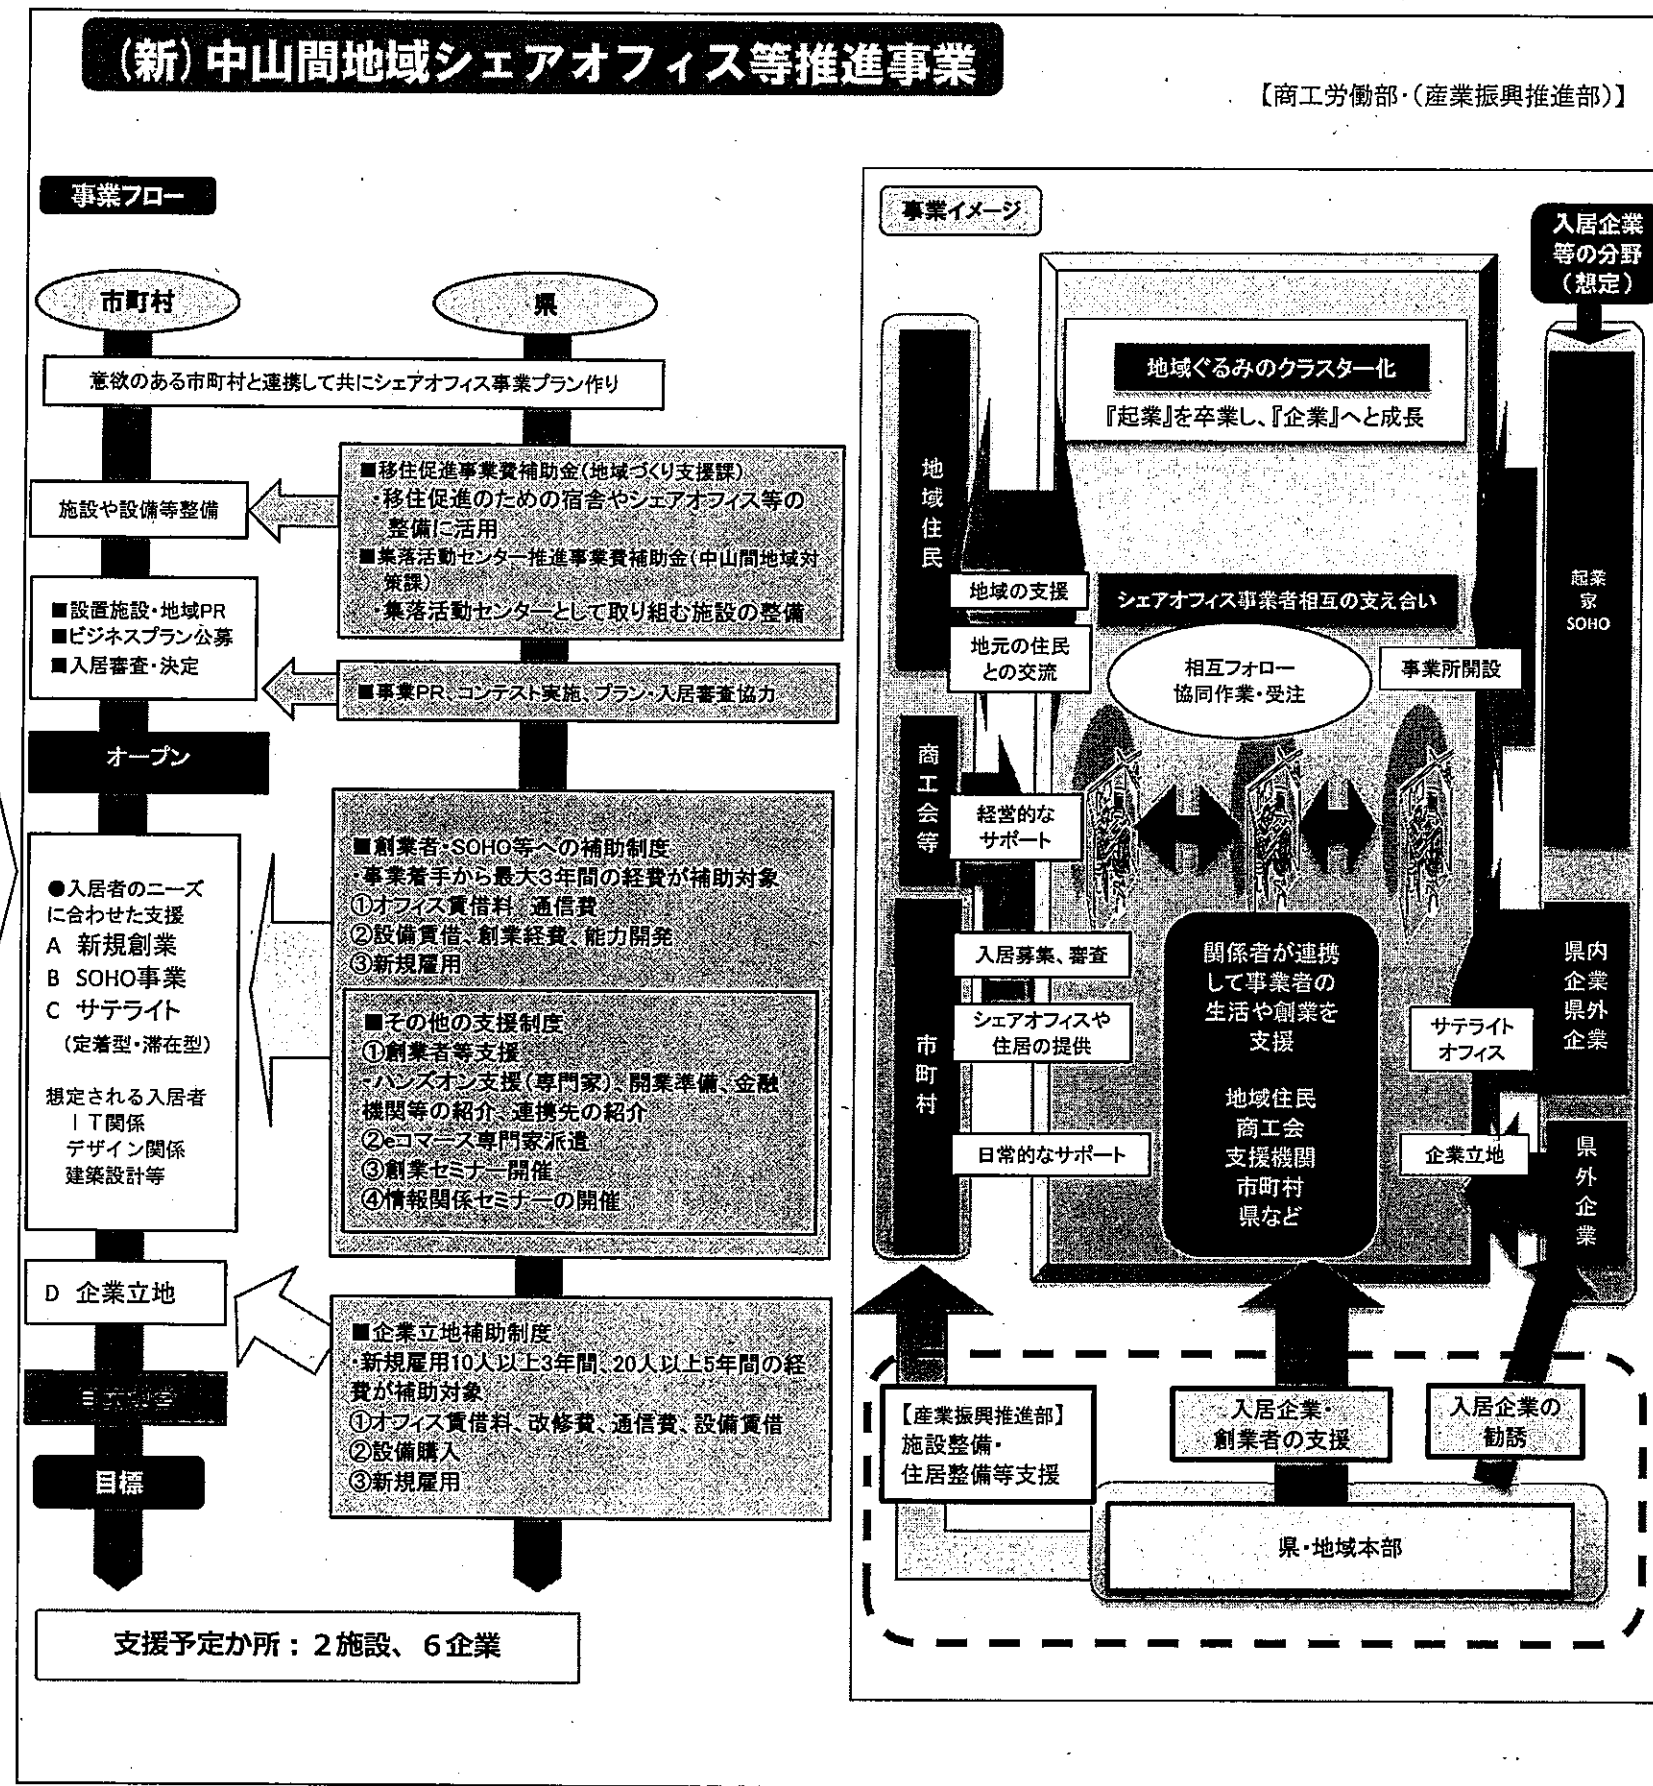 (新)中山間地域シェアオフィス等推進事業
【商工労働部・(産業振興推進部)】
事業フロー
市町村
県
意欲のある市町村と連携して共にシェアオフィス事業プラン作り
施設や設備等整備
■移住促進事業費補助金(地域づくり支援課)
・移住促進のための宿舎やシェアオフィス等の
整備に活用
■集落活動センター推進事業費補助金(中山間地域対
策課)
・集落活動センターとして取り組む施設の整備
■設置施設・地域PR
■ビジネスプラン公募
■入居審査・決定
■事業PR、コンテスト実施、プラン・入居審査協力
オープン
●入居者のニーズ
に合わせた支援
A 新規創業
B SOHO事業
C サテライト
(定着型・滞在型)
想定される入居者
IT関係
デザイン関係
建築設計等
■創業者・SOHO等への補助制度
・事業着手から最大3年間の経費が補助対象
①オフィス賃借料、通信費
②設備賃借、創業経費、能力開発
③新規雇用
■その他の支援制度
①創業者等支援
-ハンズオン支援(専門家)、開業準備、金融
機関等の紹介、連携先の紹介
②eコマース専門家派遣
③創業セミナー開催
④情報関係セミナーの開催
D 企業立地
■企業立地補助制度
・新規雇用10人以上3年間、20人以上5年間の経
費が補助対象
①オフィス賃借料、改修費、通信費、設備賃借
②設備購入
③新規雇用
目標
支援予定か所:2施設、6企業
事業イメージ
入居企業
等の分野
(想定)
地域ぐるみのクラスター化
『起業』を卒業し、『企業』へと成長
地域住民
地域の支援
地元の住民
との交流
シェアオフィス事業者相互の支え合い
相互フォロー
協同作業・受注
事業所開設
起業
家
SOHO
商工会等
経営的な
サポート
市町村
入居募集、審査
シェアオフィスや
住居の提供
日常的なサポート
関係者が連携
して事業者の
生活や創業を
支援
地域住民
商工会
支援機関
市町村
県など
サテライト
オフィス
県内
企業
県外
企業
企業立地
県外企業
【産業振興推進部】
施設整備・
住居整備等支援
入居企業・
創業者の支援
入居企業の
勧誘
県・地域本部